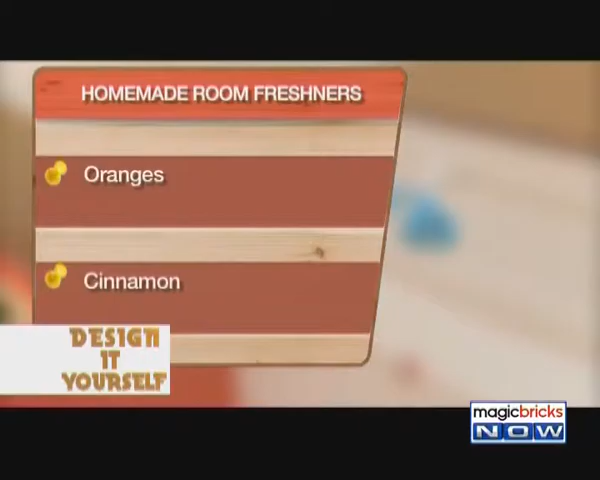 HOMEMADE ROOM FRESHNERS
Oranges
Cinnamon
DESIGN
IT
YOURSELF
magicbricks
NOW